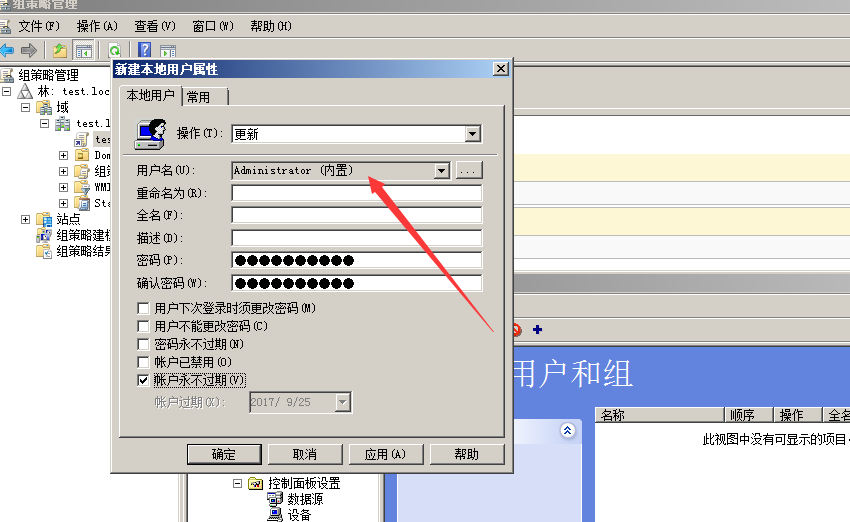 组策略管理
文件(F) 操作(A) 查看(V) 窗口(W) 帮助(H)
组策略管理
林: test.loc
域
test.l
tes
Dom
组策
WMI
Sta
站点
组策略建模
组策略结果
新建本地用户属性
本地用户 常用
操作(T): 更新
用户名(U): Administrator (内置) ...
重命名为(R):
全名(F):
描述(D):
密码(P): ●●●●●●●●●●
确认密码(W): ●●●●●●●●●●
用户下次登录时须更改密码(M)
用户不能更改密码(C)
密码永不过期(N)
帐户已禁用(O)
帐户永不过期(V)
帐户过期(X): 2017/ 9/25
确定 取消 应用(A) 帮助
用户和组
名称 顺序 操作 全名
此视图中没有可显示的项目
控制面板设置
数据源
设备